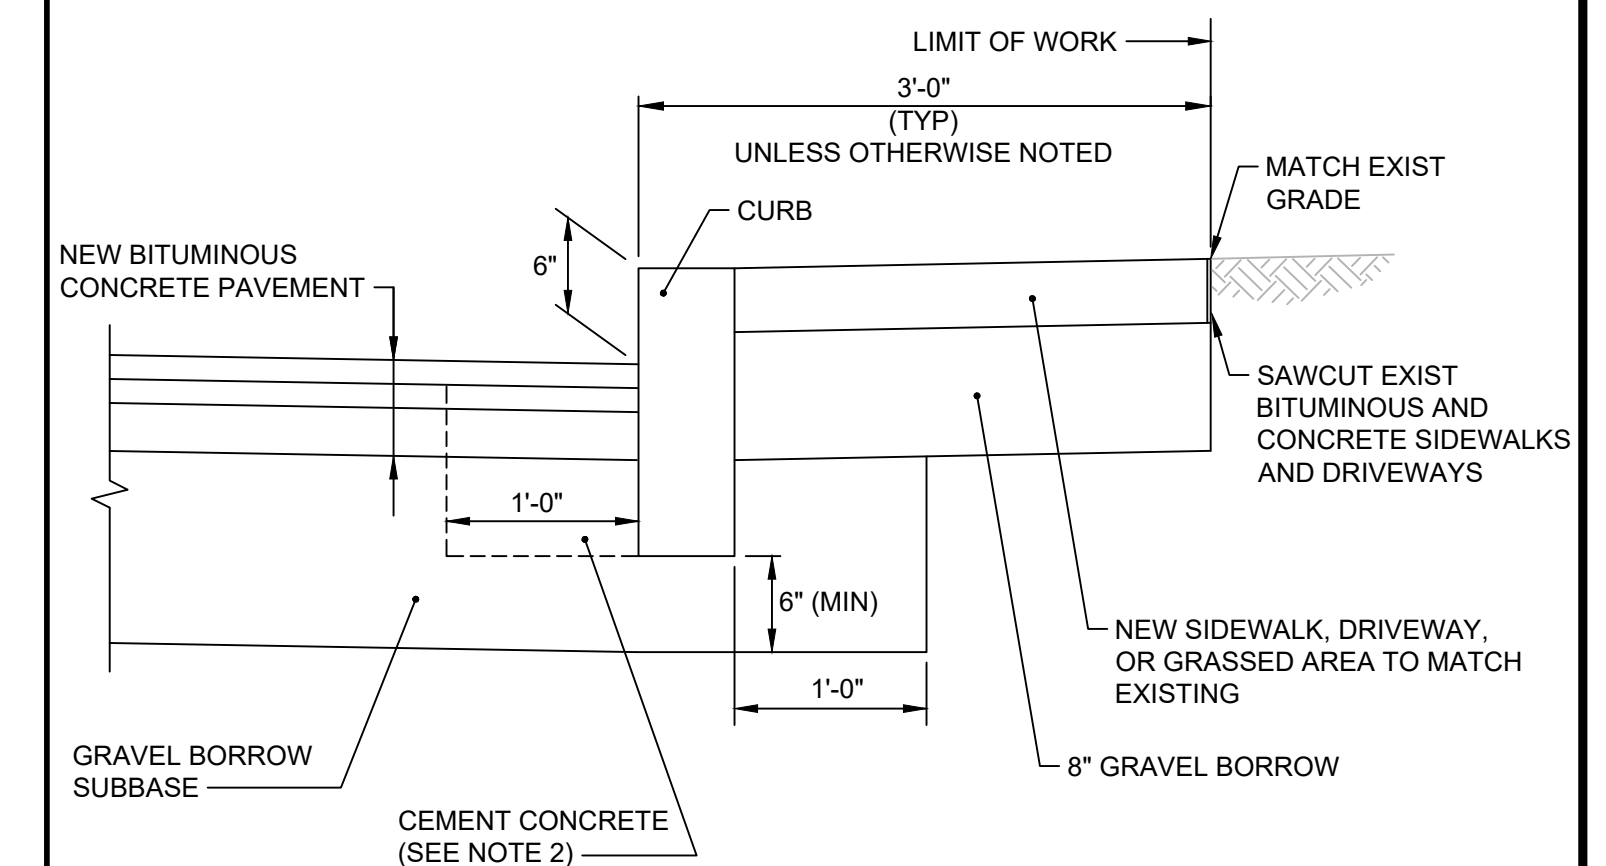 LIMIT OF WORK
3'-0"
(TYP)
UNLESS OTHERWISE NOTED
MATCH EXIST
GRADE
CURB
6"
NEW BITUMINOUS
CONCRETE PAVEMENT
SAWCUT EXIST
BITUMINOUS AND
CONCRETE SIDEWALKS
AND DRIVEWAYS
1'-0"
6" (MIN)
1'-0"
NEW SIDEWALK, DRIVEWAY,
OR GRASSED AREA TO MATCH
EXISTING
GRAVEL BORROW
SUBBASE
8" GRAVEL BORROW
CEMENT CONCRETE
(SEE NOTE 2)